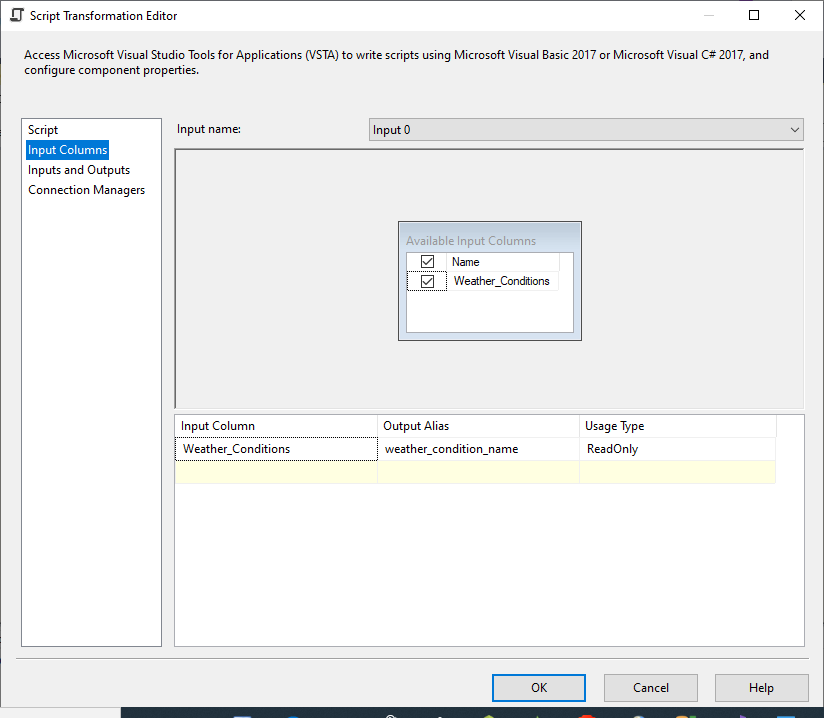 Script Transformation Editor
Access Microsoft Visual Studio Tools for Applications (VSTA) to write scripts using Microsoft Visual Basic 2017 or Microsoft Visual C# 2017, and
configure component properties.
Script
Input Columns
Inputs and Outputs
Connection Managers
Input name:
Input 0
Available Input Columns
Name
Weather_Conditions
Input Column
Output Alias
Usage Type
Weather_Conditions
weather_condition_name
ReadOnly
OK
Cancel
Help